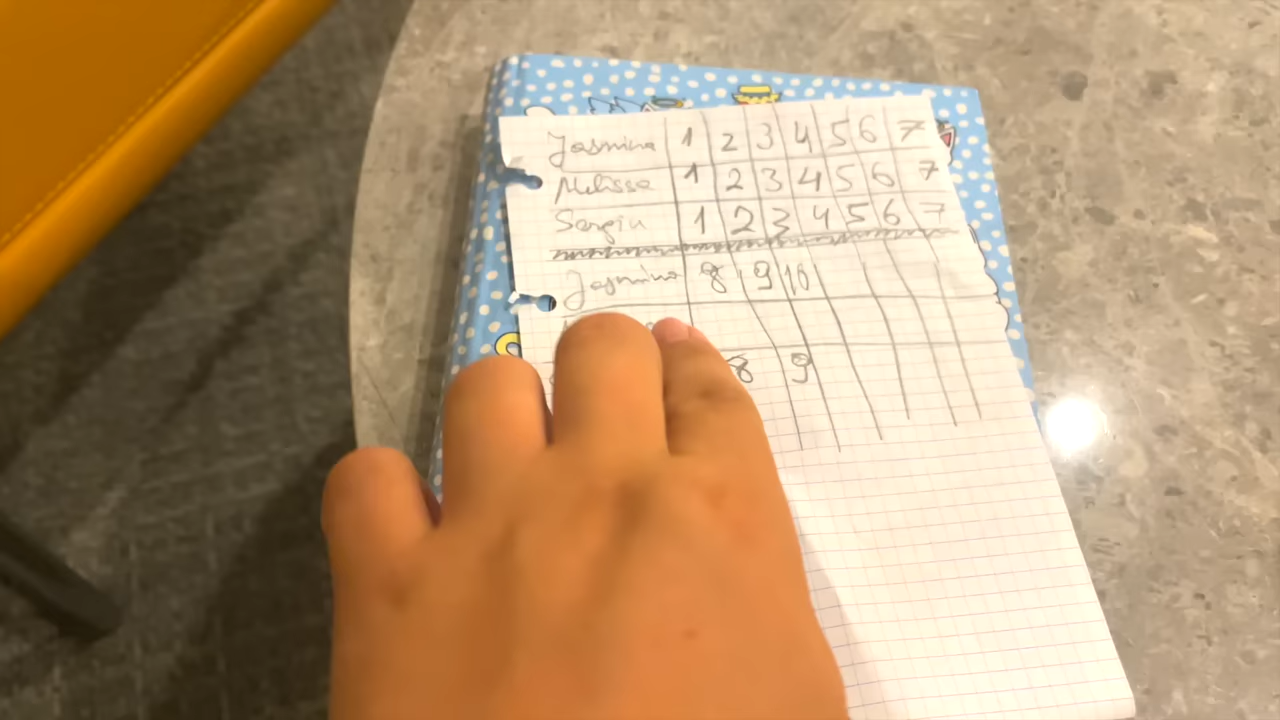 Jasmina 1 2 3 4 5 6 7
Melissa 1 2 3 4 5 6 7
Sergiu 1 2 3 4 5 6 7
Jasmina 8 9 10
8 9